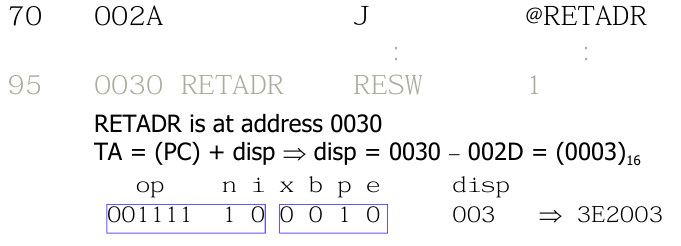 70 002A J @RETADR
: :
95 0030 RETADR RESW 1
RETADR is at address 0030
TA = (PC) + disp ⇒ disp = 0030 – 002D = (0003)₁₆
op n i x b p e disp
001111 1 0 0 0 1 0 003 ⇒ 3E2003